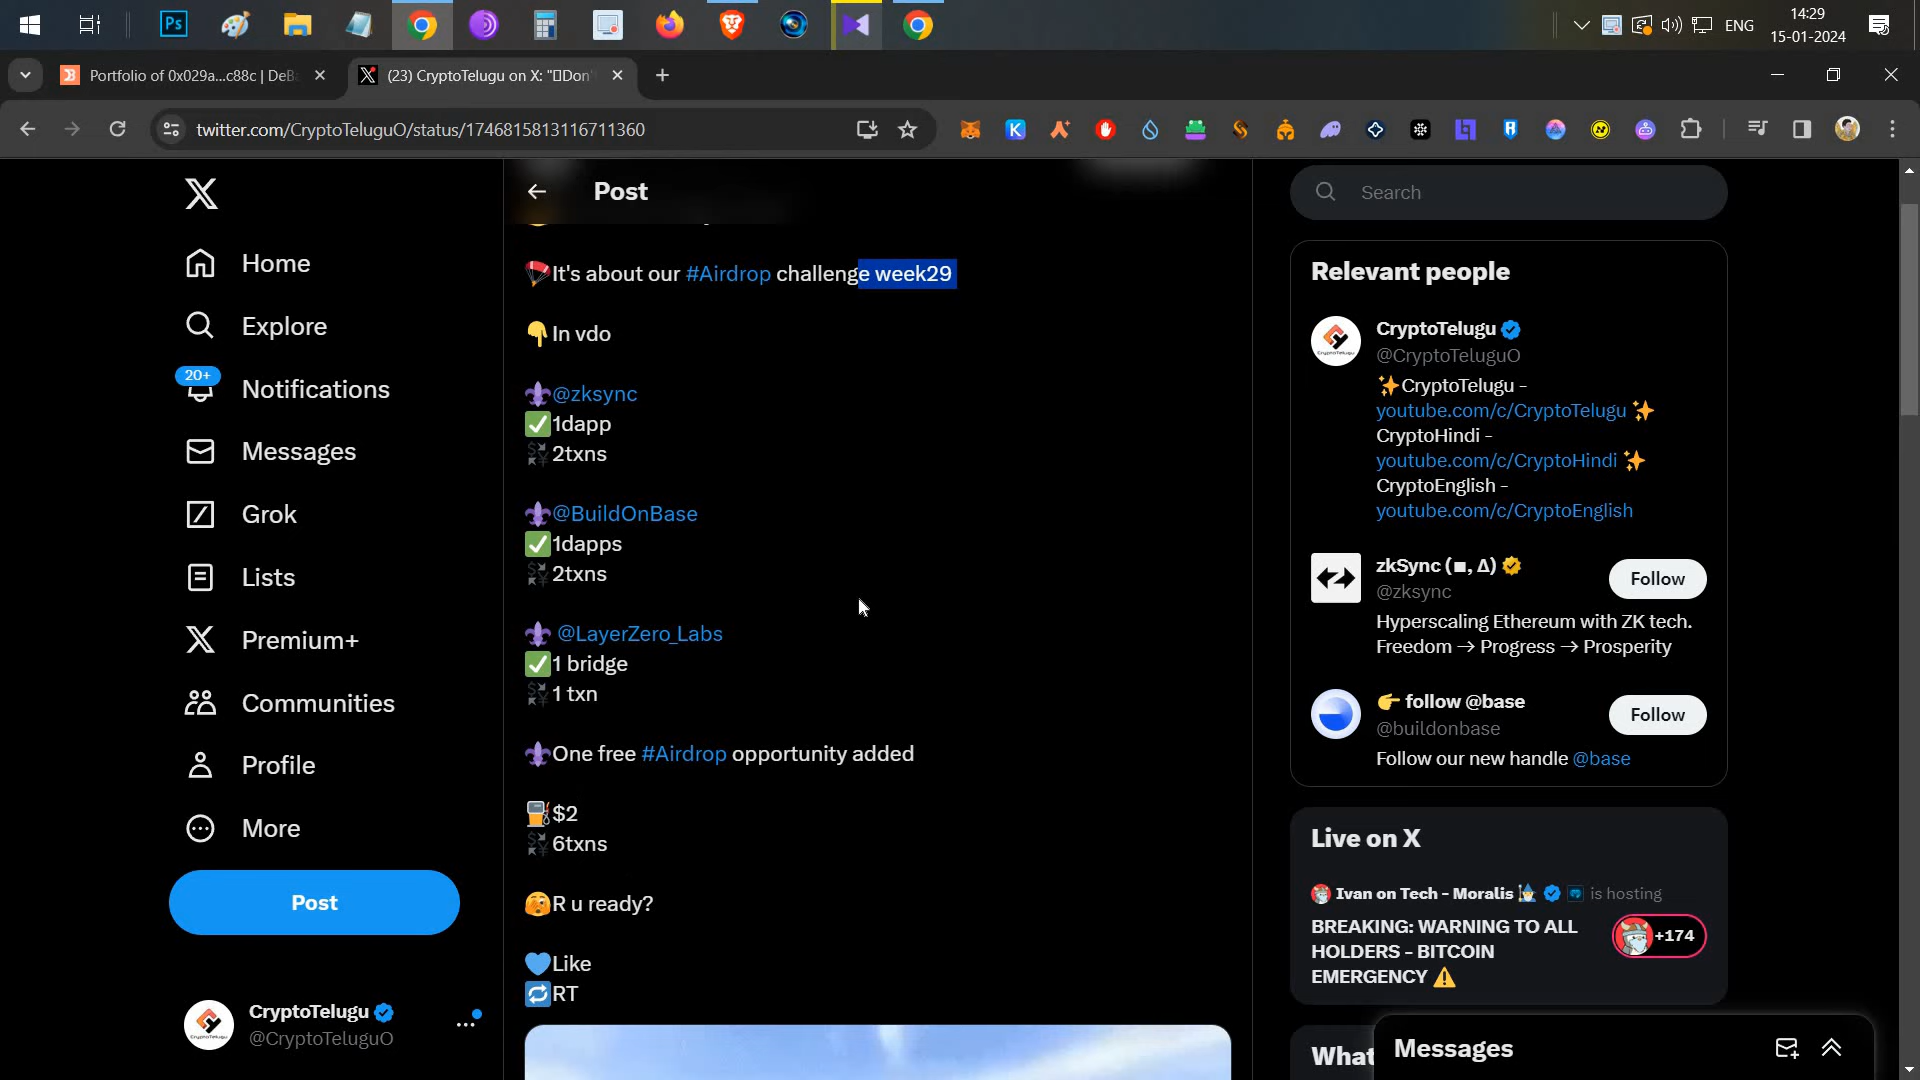 Ps
ENG
14:29
15-01-2024
Portfolio of 0x029a...c88c | DeBa
(23) CryptoTelugu on X: "Don'
twitter.com/CryptoTeluguO/status/1746815813116711360
Home
Explore
20+
Notifications
Messages
Grok
Lists
Premium+
Communities
Profile
More
Post
CryptoTelugu
@CryptoTeluguO
Post
🪂It's about our #Airdrop challenge week29
👇In vdo
⚜@zksync
✅1dapp
💱2txns
⚜@BuildOnBase
✅1dapps
💱2txns
⚜ @LayerZero_Labs
✅1 bridge
💱1 txn
⚜One free #Airdrop opportunity added
⛽$2
💱6txns
🫣R u ready?
💙Like
🔁RT
Search
Relevant people
CryptoTelugu
@CryptoTeluguO
✨CryptoTelugu -
youtube.com/c/CryptoTelugu ✨
CryptoHindi -
youtube.com/c/CryptoHindi ✨
CryptoEnglish -
youtube.com/c/CryptoEnglish
zkSync (∎, ∆)
@zksync
Follow
Hyperscaling Ethereum with ZK tech.
Freedom → Progress → Prosperity
👉 follow @base
@buildonbase
Follow
Follow our new handle @base
Live on X
Ivan on Tech - Moralis is hosting
BREAKING: WARNING TO ALL
HOLDERS - BITCOIN
EMERGENCY ⚠️
+174
What
Messages